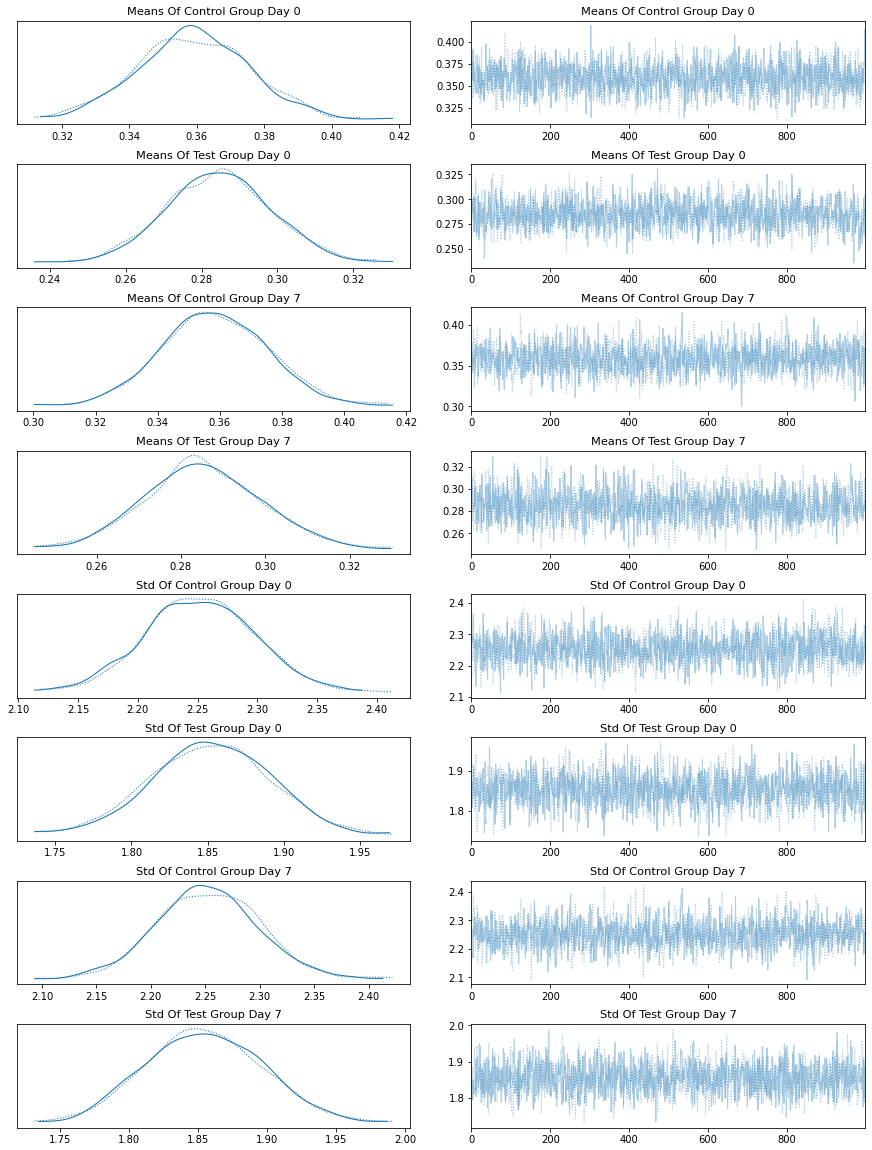 Means Of Control Group Day 0 Means Of Control Group Day 0
0.400
0.375
0.350
0.325
0.32 0.34 0.36 0.38 0.40 0.42 0 200 400 600 800
Means Of Test Group Day 0 Means Of Test Group Day 0
0.325
0.300
0.275
0.250
0.24 0.26 0.28 0.30 0.32 0 200 400 600 800
Means Of Control Group Day 7 Means Of Control Group Day 7
0.40
0.35
0.30
0.30 0.32 0.34 0.36 0.38 0.40 0.42 0 200 400 600 800
Means Of Test Group Day 7 Means Of Test Group Day 7
0.32
0.30
0.28
0.26
0.26 0.28 0.30 0.32 0 200 400 600 800
Std Of Control Group Day 0 Std Of Control Group Day 0
2.4
2.3
2.2
2.1
2.10 2.15 2.20 2.25 2.30 2.35 2.40 0 200 400 600 800
Std Of Test Group Day 0 Std Of Test Group Day 0
1.9
1.8
1.75 1.80 1.85 1.90 1.95 0 200 400 600 800
Std Of Control Group Day 7 Std Of Control Group Day 7
2.4
2.3
2.2
2.1
2.10 2.15 2.20 2.25 2.30 2.35 2.40 0 200 400 600 800
Std Of Test Group Day 7 Std Of Test Group Day 7
2.0
1.9
1.8
1.75 1.80 1.85 1.90 1.95 2.00 0 200 400 600 800